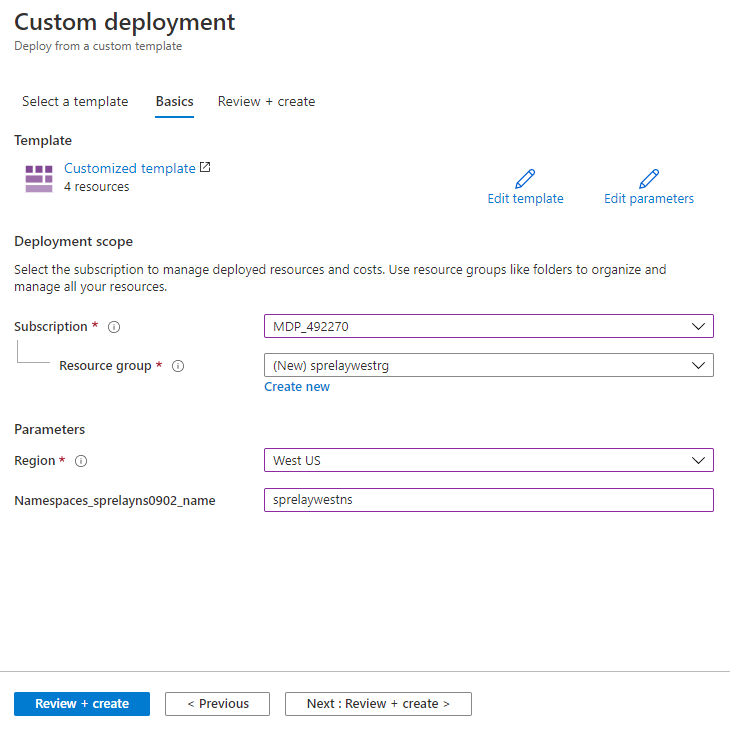 Custom deployment
Deploy from a custom template
Select a template Basics Review + create
Template
Customized template
4 resources
Edit template Edit parameters
Deployment scope
Select the subscription to manage deployed resources and costs. Use resource groups like folders to organize and
manage all your resources.
Subscription * MDP_492270
Resource group * (New) sprelaywestrg
Create new
Parameters
Region * West US
Namespaces_sprelayns0902_name sprelaywestns
Review + create < Previous Next : Review + create >